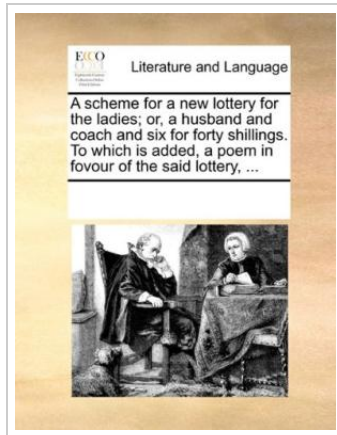 ECCO
Literature and Language
A scheme for a new lottery for
the ladies; or, a husband and
coach and six for forty shillings.
To which is added, a poem in
fovour of the said lottery, ...